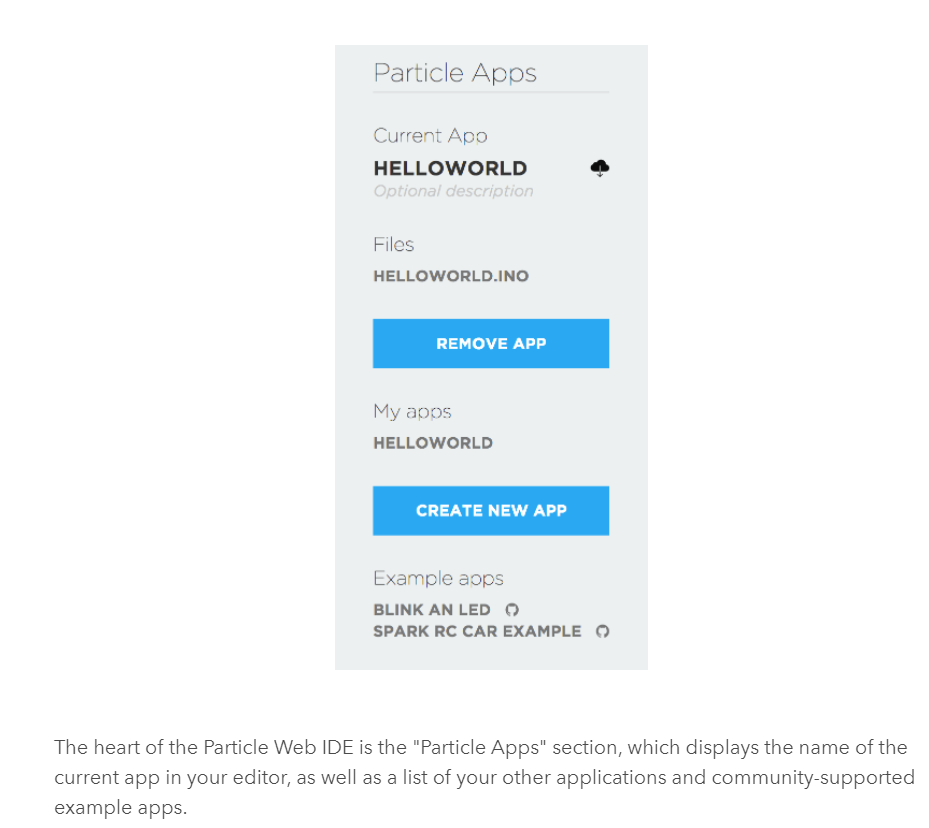 Particle Apps
Current App
HELLOWORLD
Optional description
Files
HELLOWORLD.INO
REMOVE APP
My apps
HELLOWORLD
CREATE NEW APP
Example apps
BLINK AN LED
SPARK RC CAR EXAMPLE
The heart of the Particle Web IDE is the "Particle Apps" section, which displays the name of the
current app in your editor, as well as a list of your other applications and community-supported
example apps.